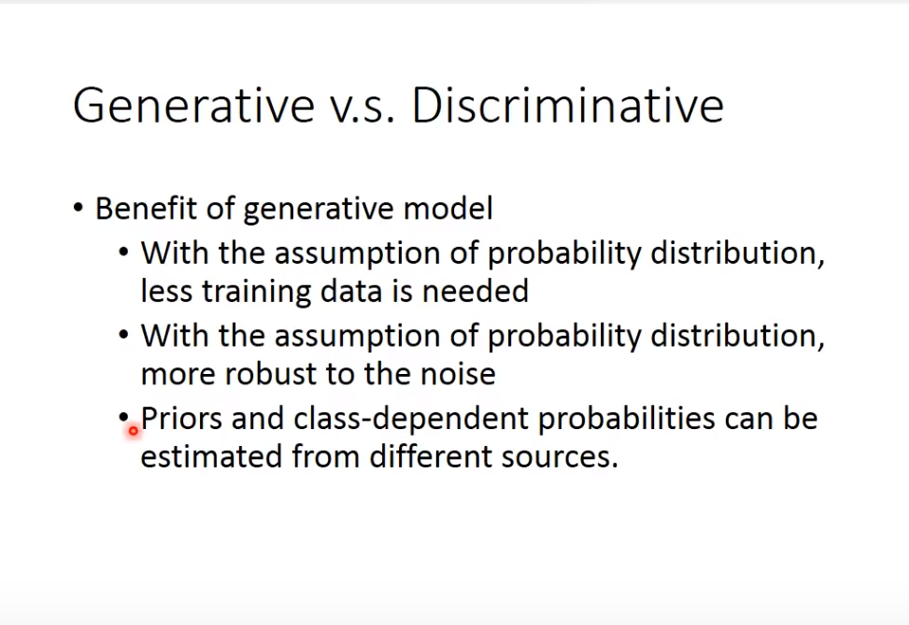 Generative v.s. Discriminative
• Benefit of generative model
• With the assumption of probability distribution,
less training data is needed
• With the assumption of probability distribution,
more robust to the noise
• Priors and class-dependent probabilities can be
estimated from different sources.